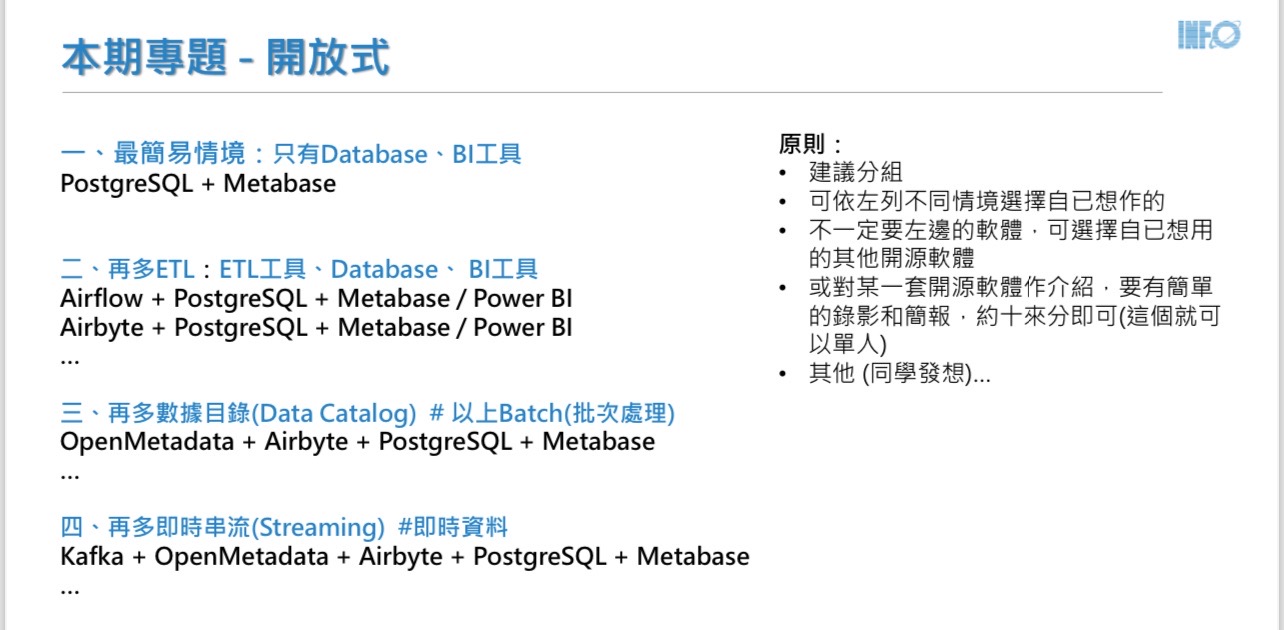 本期專題 - 開放式
INFO
一、最簡易情境：只有Database、BI工具
PostgreSQL + Metabase
二、再多ETL：ETL工具、Database、 BI工具
Airflow + PostgreSQL + Metabase / Power BI
Airbyte + PostgreSQL + Metabase / Power BI
...
三、再多數據目錄(Data Catalog) # 以上Batch(批次處理)
OpenMetadata + Airbyte + PostgreSQL + Metabase
...
四、再多即時串流(Streaming) #即時資料
Kafka + OpenMetadata + Airbyte + PostgreSQL + Metabase
...
原則：
• 建議分組
• 可依左列不同情境選擇自已想作的
• 不一定要左邊的軟體，可選擇自已想用
的其他開源軟體
• 或對某一套開源軟體作介紹，要有簡單
的錄影和簡報，約十來分即可(這個就可
以單人)
• 其他 (同學發想)...